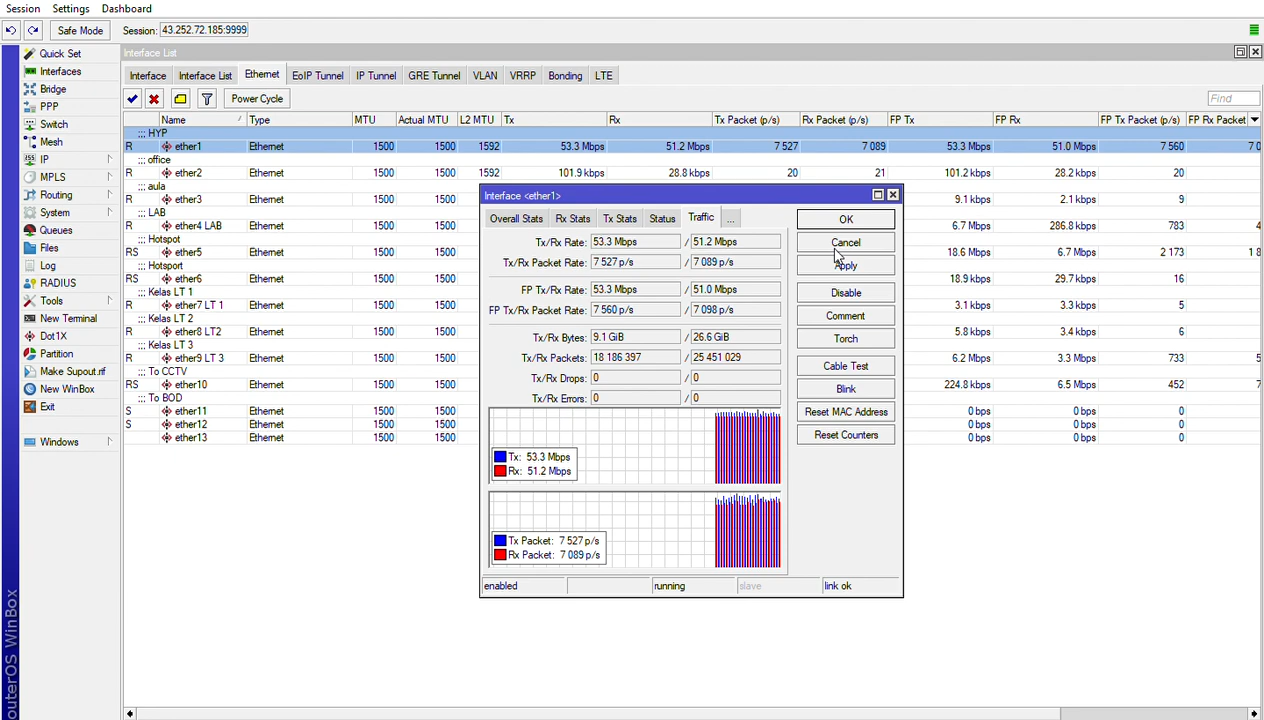 Session Settings Dashboard
Safe Mode Session: 43.252.72.185:9999
Quick Set
Interfaces
Bridge
PPP
Switch
Mesh
IP
MPLS
Routing
System
Queues
Files
Log
RADIUS
Tools
New Terminal
Dot1X
Partition
Make Supout.rif
New WinBox
Exit
Windows
outerOS WinBox
Interface List
Interface Interface List Ethernet EoIP Tunnel IP Tunnel GRE Tunnel VLAN VRRP Bonding LTE
Power Cycle Find
Name Type MTU Actual MTU L2 MTU Tx Rx Tx Packet (p/s) Rx Packet (p/s) FP Tx FP Rx FP Tx Packet (p/s) FP Rx Packet
;;; HYP
R ether1 Ethernet 1500 1500 1592 53.3 Mbps 51.2 Mbps 7 527 7 089 53.3 Mbps 51.0 Mbps 7 560 7 0
;;; office
R ether2 Ethernet 1500 1500 1592 101.9 kbps 28.8 kbps 20 21 101.2 kbps 28.2 kbps 20
;;; aula
R ether3 Ethernet 1500 1500 9.1 kbps 2.1 kbps 9
;;; LAB
R ether4 LAB Ethernet 1500 1500 6.7 Mbps 286.8 kbps 783 4
;;; Hotspot
RS ether5 Ethernet 1500 1500 18.6 Mbps 6.7 Mbps 2 173 1 8
;;; Hotsport
RS ether6 Ethernet 1500 1500 18.9 kbps 29.7 kbps 16
;;; Kelas LT 1
R ether7 LT 1 Ethernet 1500 1500 3.1 kbps 3.3 kbps 5
;;; Kelas LT 2
R ether8 LT2 Ethernet 1500 1500 5.8 kbps 3.4 kbps 6
;;; Kelas LT 3
R ether9 LT 3 Ethernet 1500 1500 6.2 Mbps 3.3 Mbps 733 5
;;; To CCTV
RS ether10 Ethernet 1500 1500 224.8 kbps 6.5 Mbps 452 7
;;; To BOD
S ether11 Ethernet 1500 1500 0 bps 0 bps 0
S ether12 Ethernet 1500 1500 0 bps 0 bps 0
ether13 Ethernet 1500 1500 0 bps 0 bps 0
Interface <ether1>
Overall Stats Rx Stats Tx Stats Status Traffic ...
Tx/Rx Rate: 53.3 Mbps / 51.2 Mbps
Tx/Rx Packet Rate: 7 527 p/s / 7 089 p/s
FP Tx/Rx Rate: 53.3 Mbps / 51.0 Mbps
FP Tx/Rx Packet Rate: 7 560 p/s / 7 098 p/s
Tx/Rx Bytes: 9.1 GiB / 26.6 GiB
Tx/Rx Packets: 18 186 397 / 25 451 029
Tx/Rx Drops: 0 / 0
Tx/Rx Errors: 0 / 0
Tx: 53.3 Mbps
Rx: 51.2 Mbps
Tx Packet: 7 527 p/s
Rx Packet: 7 089 p/s
OK
Cancel
Apply
Disable
Comment
Torch
Cable Test
Blink
Reset MAC Address
Reset Counters
enabled running slave link ok